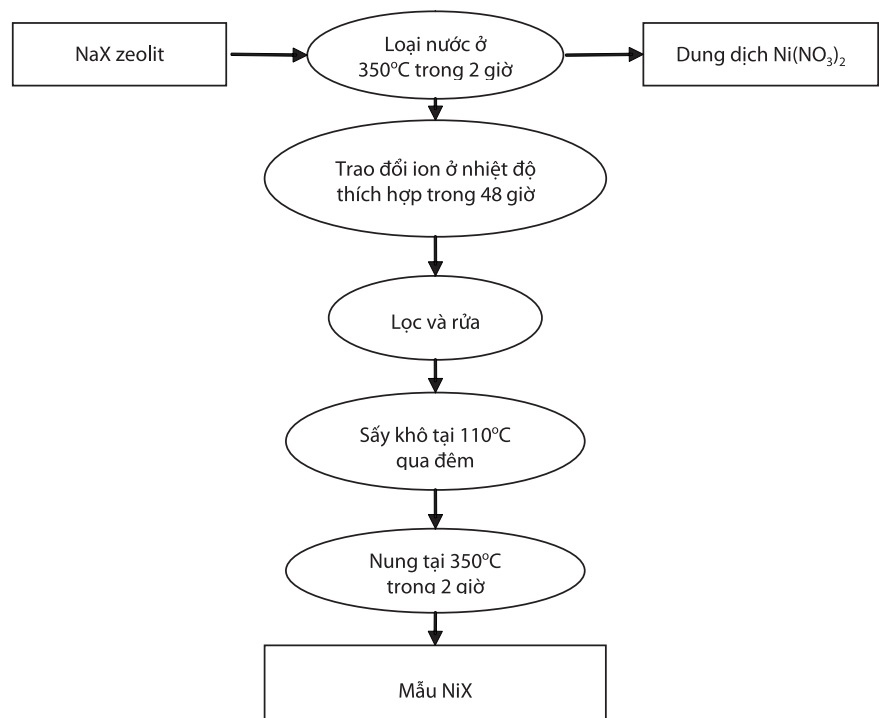 NaX zeolit
Loại nước ở
350°C trong 2 giờ
Dung dịch Ni(NO₃)₂
Trao đổi ion ở nhiệt độ
thích hợp trong 48 giờ
Lọc và rửa
Sấy khô tại 110°C
qua đêm
Nung tại 350°C
trong 2 giờ
Mẫu NiX